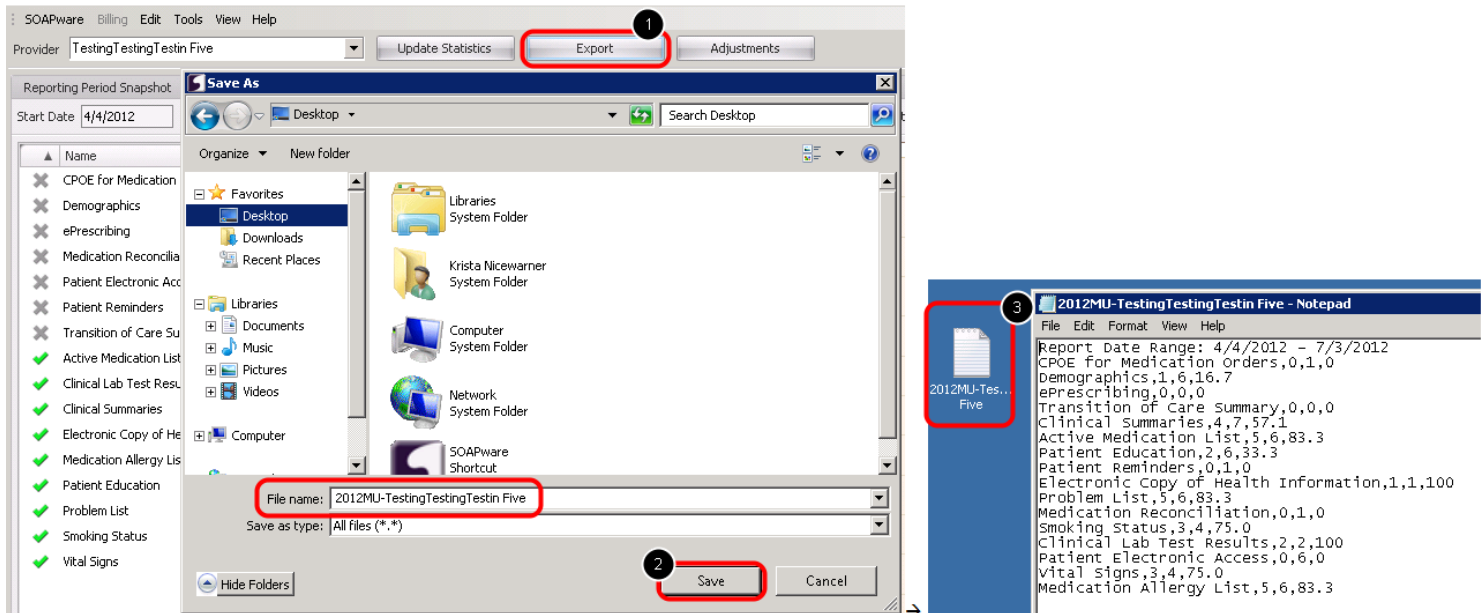 SOAPware Billing Edit Tools View Help
1
Provider TestingTestingTestin Five Update Statistics Export Adjustments
Reporting Period Snapshot
Start Date 4/4/2012
Name
CPOE for Medication
Demographics
ePrescribing
Medication Reconcilia
Patient Electronic Acc
Patient Reminders
Transition of Care Su
Active Medication List
Clinical Lab Test Resu
Clinical Summaries
Electronic Copy of He
Medication Allergy Lis
Patient Education
Problem List
Smoking Status
Vital Signs
Save As
Desktop
Search Desktop
Organize New folder
Favorites
Desktop
Downloads
Recent Places
Libraries
Documents
Music
Pictures
Videos
Computer
Libraries
System Folder
Krista Nicewarner
System Folder
Computer
System Folder
Network
System Folder
SOAPware
Shortcut
File name: 2012MU-TestingTestingTestin Five
Save as type: All files (*.*)
2
Hide Folders Save Cancel
→
3
2012MU-Tes...
Five
2012MU-TestingTestingTestin Five - Notepad
File Edit Format View Help
Report Date Range: 4/4/2012 - 7/3/2012
CPOE for Medication Orders,0,1,0
Demographics,1,6,16.7
ePrescribing,0,0,0
Transition of Care Summary,0,0,0
Clinical Summaries,4,7,57.1
Active Medication List,5,6,83.3
Patient Education,2,6,33.3
Patient Reminders,0,1,0
Electronic Copy of Health Information,1,1,100
Problem List,5,6,83.3
Medication Reconciliation,0,1,0
Smoking Status,3,4,75.0
Clinical Lab Test Results,2,2,100
Patient Electronic Access,0,6,0
Vital Signs,3,4,75.0
Medication Allergy List,5,6,83.3